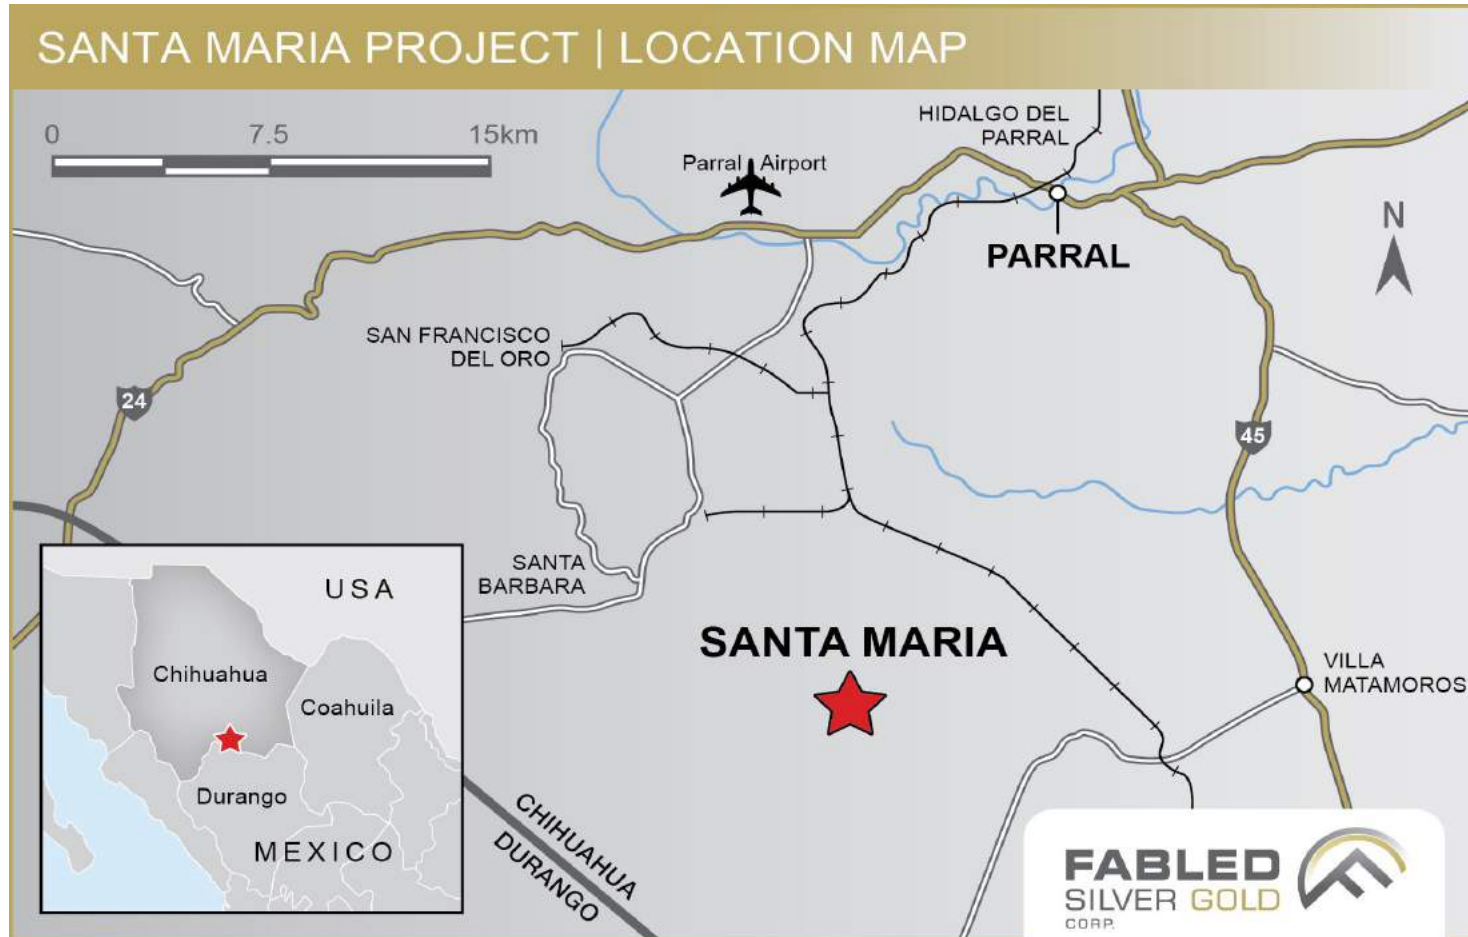 SANTA MARIA PROJECT | LOCATION MAP
0 7.5 15km
HIDALGO DEL
PARRAL
Parral Airport
N
PARRAL
SAN FRANCISCO
DEL ORO
24
45
SANTA
BARBARA
SANTA MARIA
VILLA
MATAMOROS
USA
Chihuahua
Coahuila
Durango
MEXICO
CHIHUAHUA
DURANGO
FABLED
SILVER GOLD
CORP.